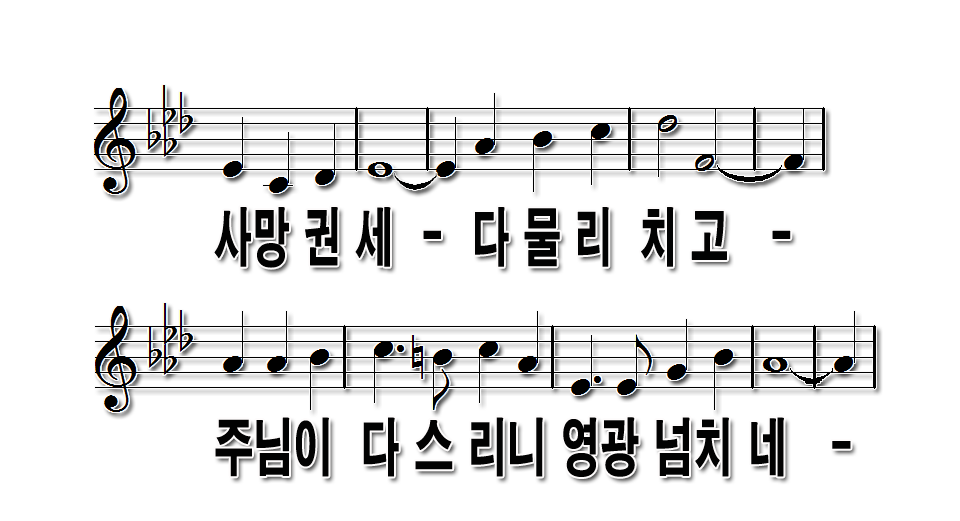 사망 권 세 - 다 물 리 치 고 -
주님이 다 스 리니 영광 넘치 네 -